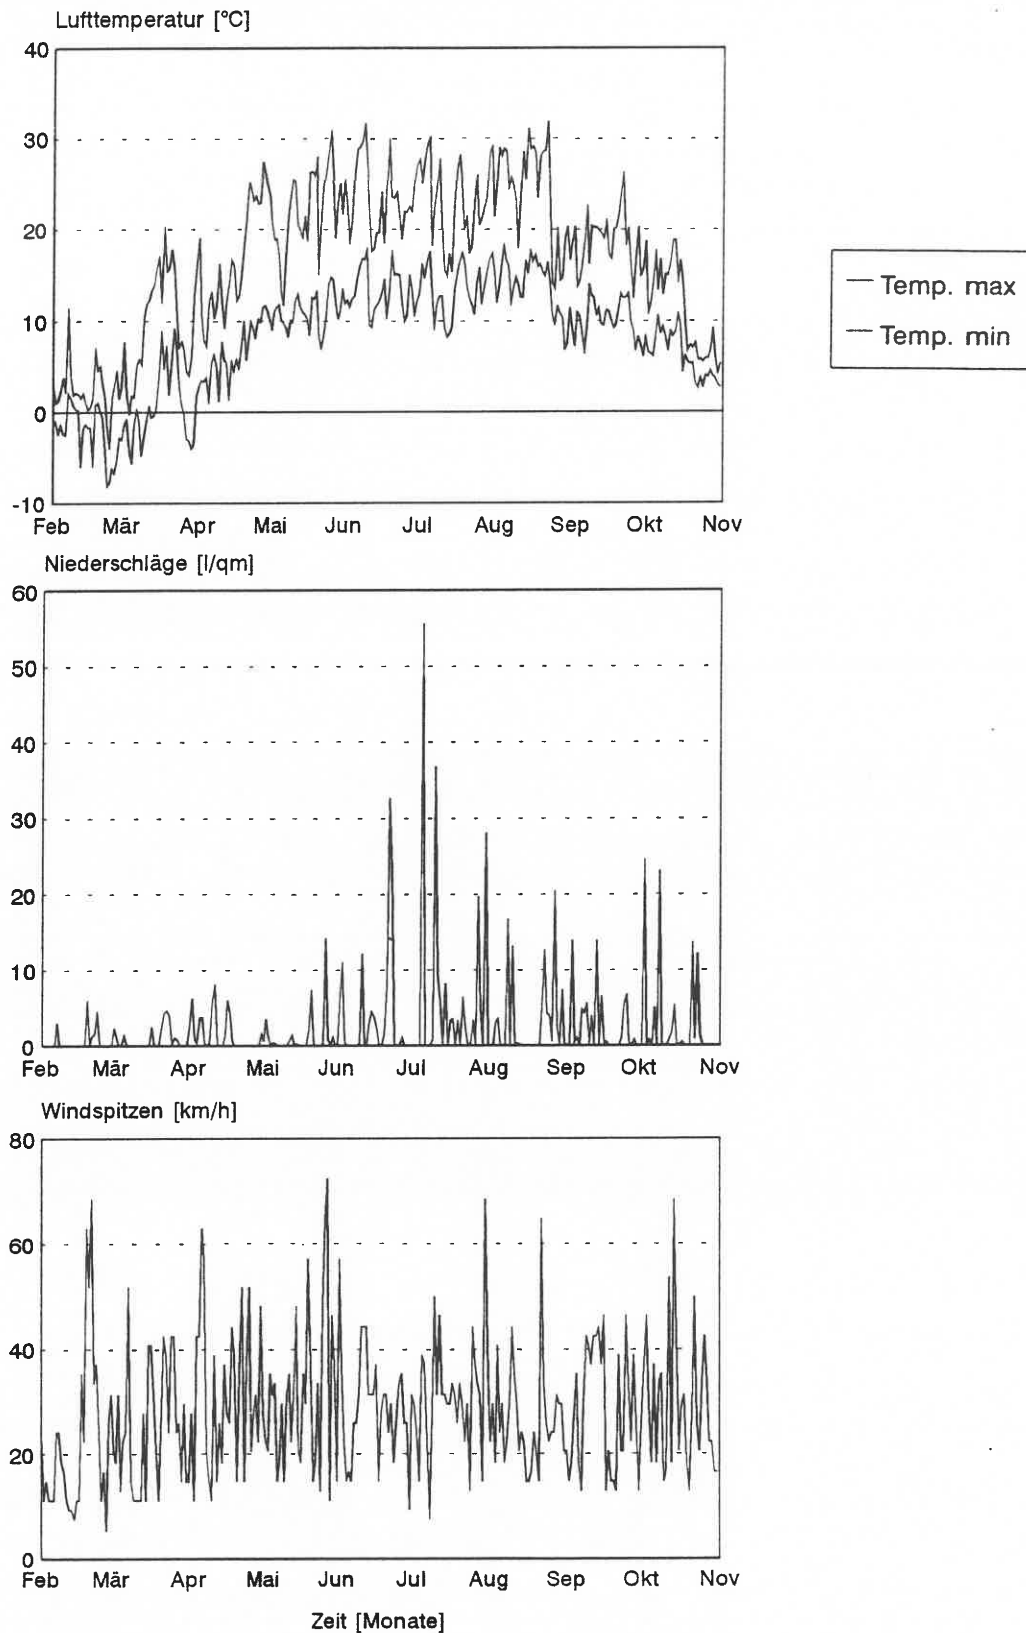 Lufttemperatur [°C]
40
30
20
10
0
-10
Feb Mär Apr Mai Jun Jul Aug Sep Okt Nov
Temp. max
Temp. min
Niederschläge [l/qm]
60
50
40
30
20
10
0
Feb Mär Apr Mai Jun Jul Aug Sep Okt Nov
Windspitzen [km/h]
80
60
40
20
0
Feb Mär Apr Mai Jun Jul Aug Sep Okt Nov
Zeit [Monate]